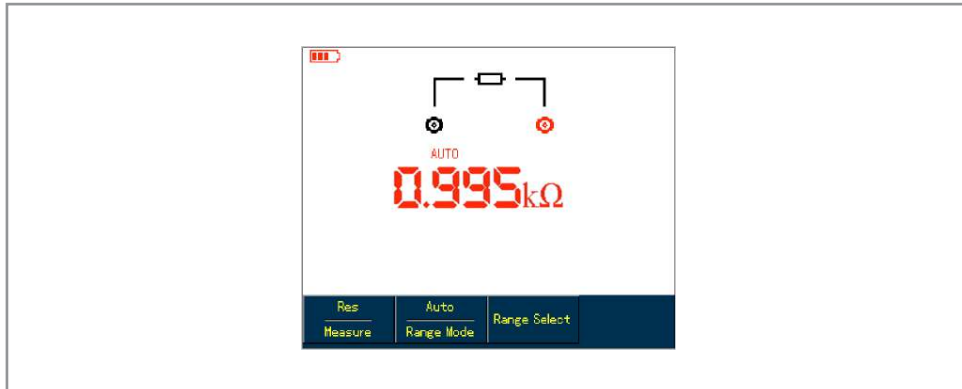 AUTO
0.995kΩ
Res
Measure
Auto
Range Mode
Range Select